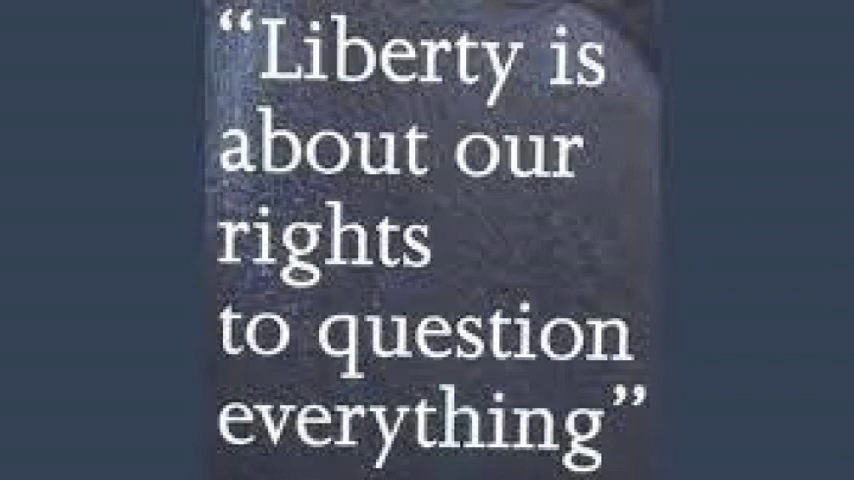 “Liberty is
about our
rights
to question
everything”